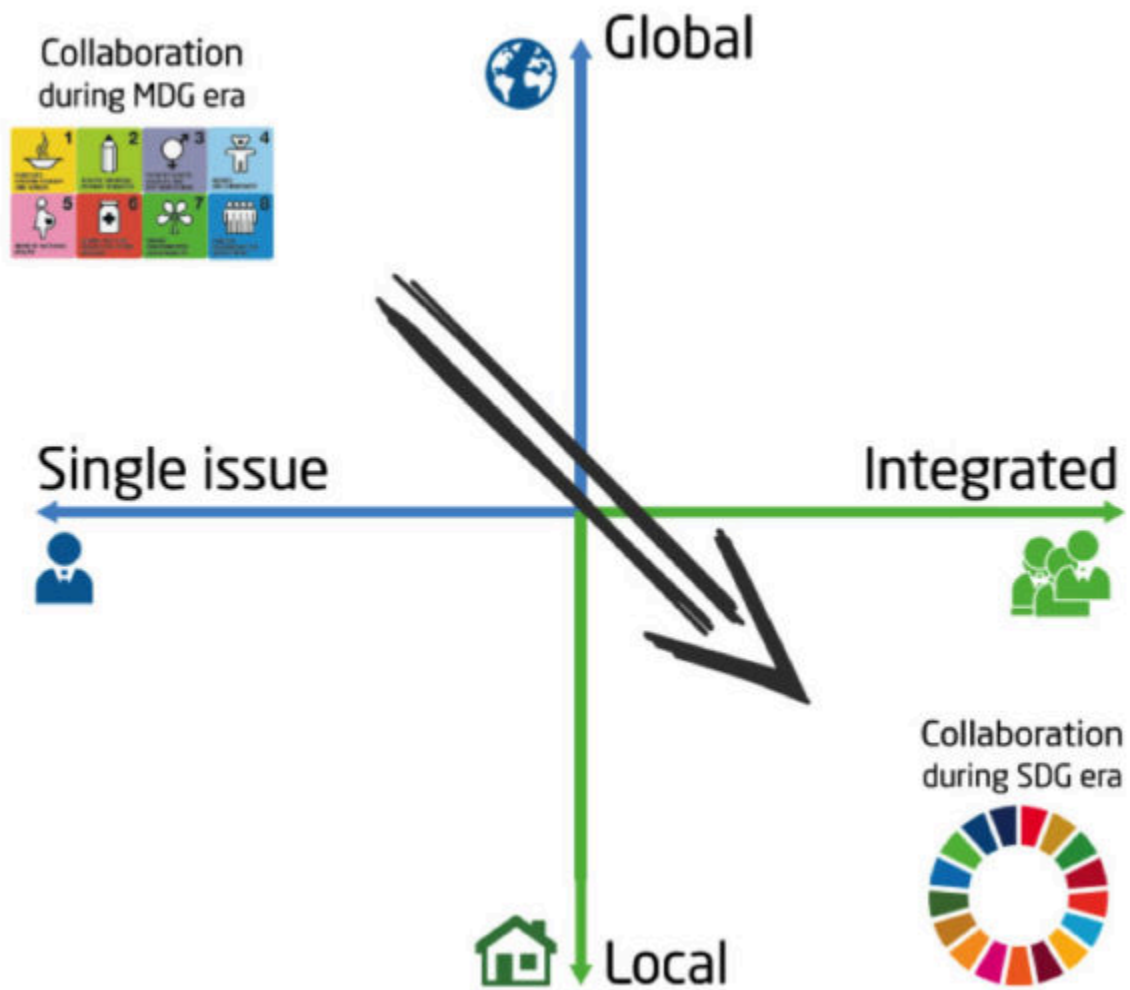 Collaboration
during MDG era
1
2
3
4
5
6
7
8
Global
Single issue
Integrated
Collaboration
during SDG era
Local